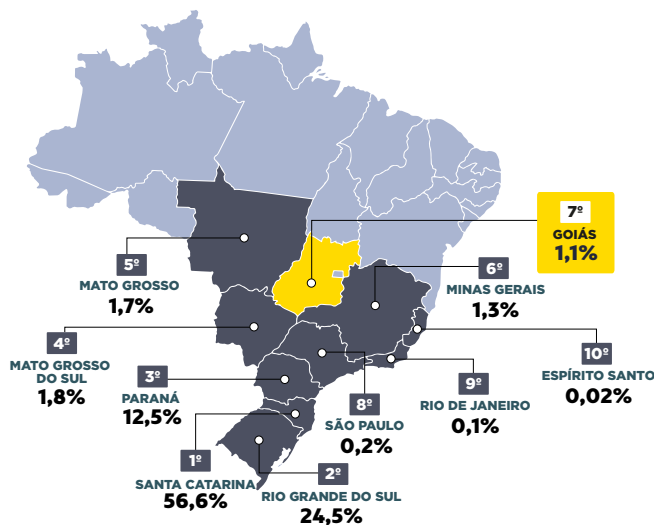 7º
GOIÁS
1,1%
5º
MATO GROSSO
1,7%
6º
MINAS GERAIS
1,3%
4º
MATO GROSSO
DO SUL
1,8%
10º
ESPÍRITO SANTO
0,02%
3º
PARANÁ
12,5%
9º
RIO DE JANEIRO
0,1%
8º
SÃO PAULO
0,2%
1º
SANTA CATARINA
56,6%
2º
RIO GRANDE DO SUL
24,5%